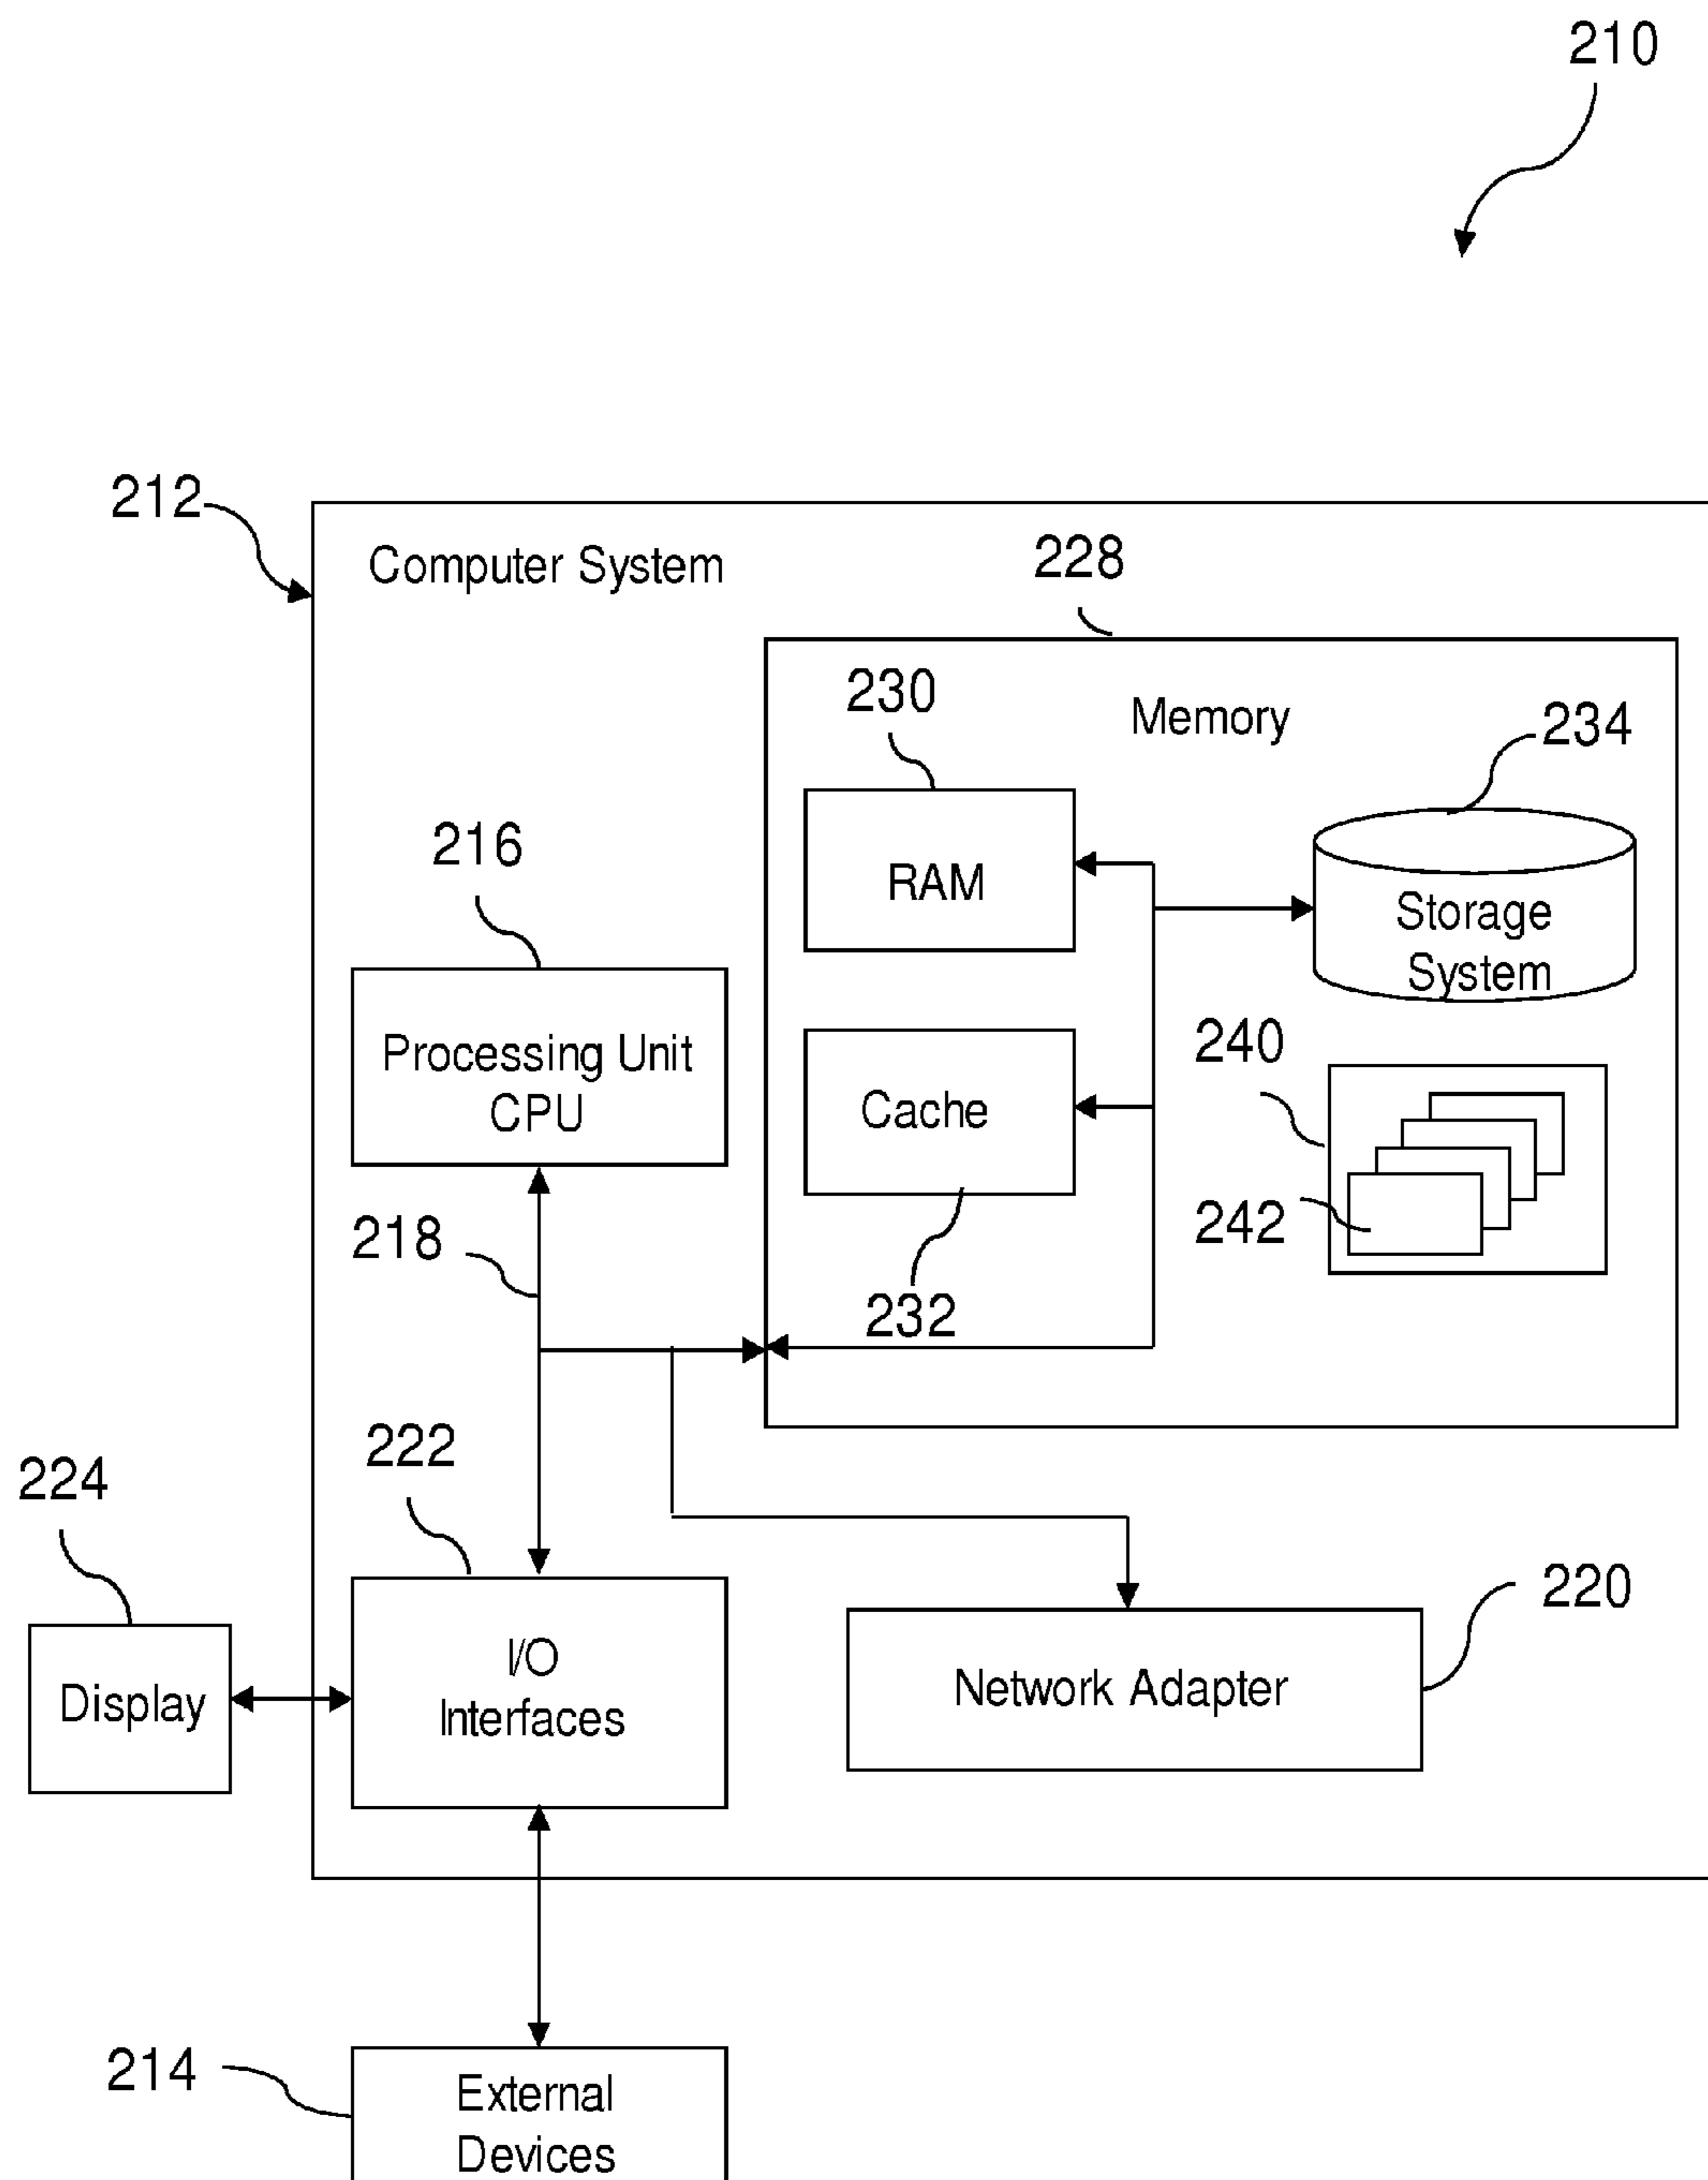 210
212
Computer System
228
230
Memory
234
216
RAM
Storage
System
Processing Unit
CPU
240
Cache
242
218
232
222
224
220
I/O
Interfaces
Display
Network Adapter
214
External
Devices